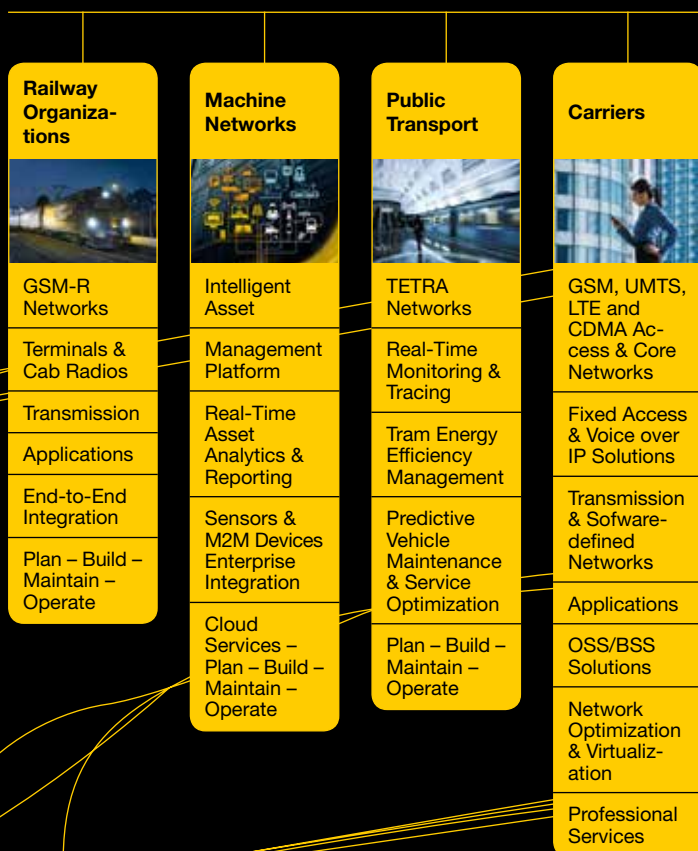 Railway
Organiza-
tions
GSM-R
Networks
Terminals &
Cab Radios
Transmission
Applications
End-to-End
Integration
Plan – Build –
Maintain –
Operate
Machine
Networks
Intelligent
Asset
Management
Platform
Real-Time
Asset
Analytics &
Reporting
Sensors &
M2M Devices
Enterprise
Integration
Cloud
Services –
Plan – Build –
Maintain –
Operate
Public
Transport
TETRA
Networks
Real-Time
Monitoring &
Tracing
Tram Energy
Efficiency
Management
Predictive
Vehicle
Maintenance
& Service
Optimization
Plan – Build –
Maintain –
Operate
Carriers
GSM, UMTS,
LTE and
CDMA Ac-
cess & Core
Networks
Fixed Access
& Voice over
IP Solutions
Transmission
& Sofware-
defined
Networks
Applications
OSS/BSS
Solutions
Network
Optimization
& Virtualiz-
ation
Professional
Services